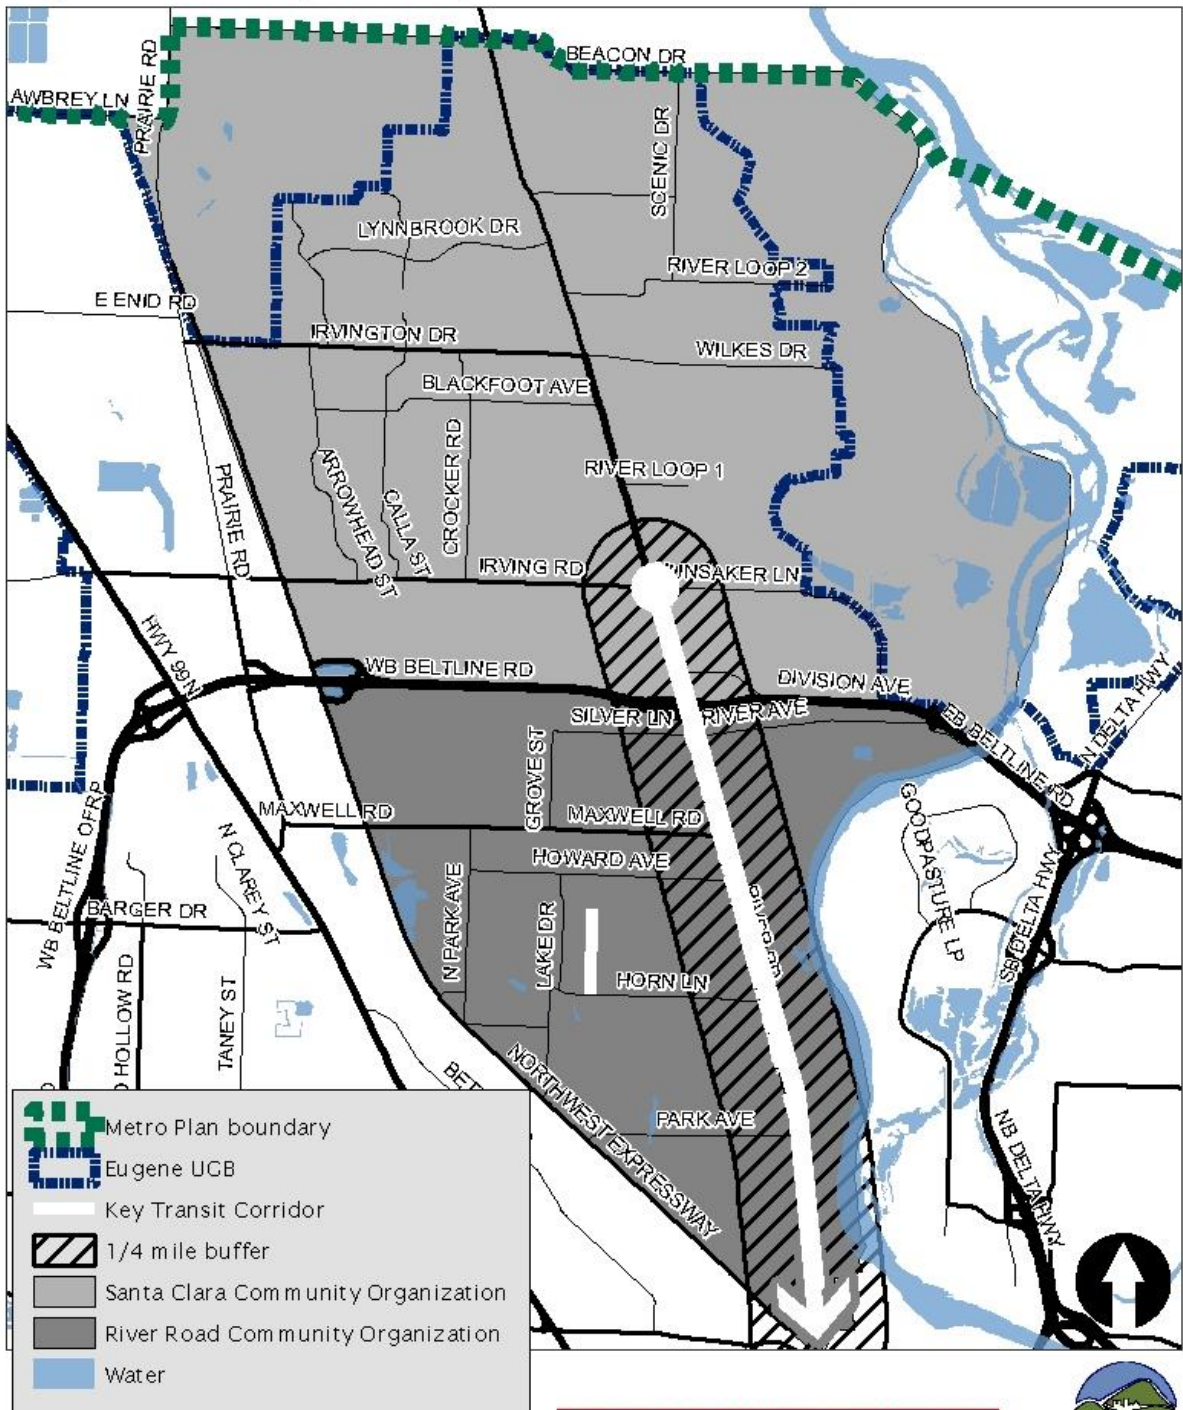 BEACON DR
PRAIRIE RD
AWBREY LN
SCENIC DR
LYNNBROOK DR
RIVER LOOP 2
E ENID RD
IRVINGTON DR
WILKES DR
BLACKFOOT AVE
RIVER LOOP 1
CROCKER RD
ARROWHEAD ST
CALLA ST
PRAIRIE RD
IRVING RD
UNSAKER LN
HWY 99 N
WB BELTLINE RD
DIVISION AVE
SILVER LN
RIVER AVE
EB BELTLINE RD
N DELTA HWY
GROVE ST
MAXWELL RD
MAXWELL RD
WB BELTLINE OFRP
N CLAREY ST
HOWARD AVE
GOODPASTURE LP
SB DELTA HWY
BARGER DR
N PARK AVE
LAKE DR
RIVER RD
HORN LN
HOLLOW RD
TANEY ST
NORTHWEST EXPRESSWAY
PARK AVE
NB DELTA HWY
Metro Plan boundary
Eugene UGB
Key Transit Corridor
1/4 mile buffer
Santa Clara Community Organization
River Road Community Organization
Water